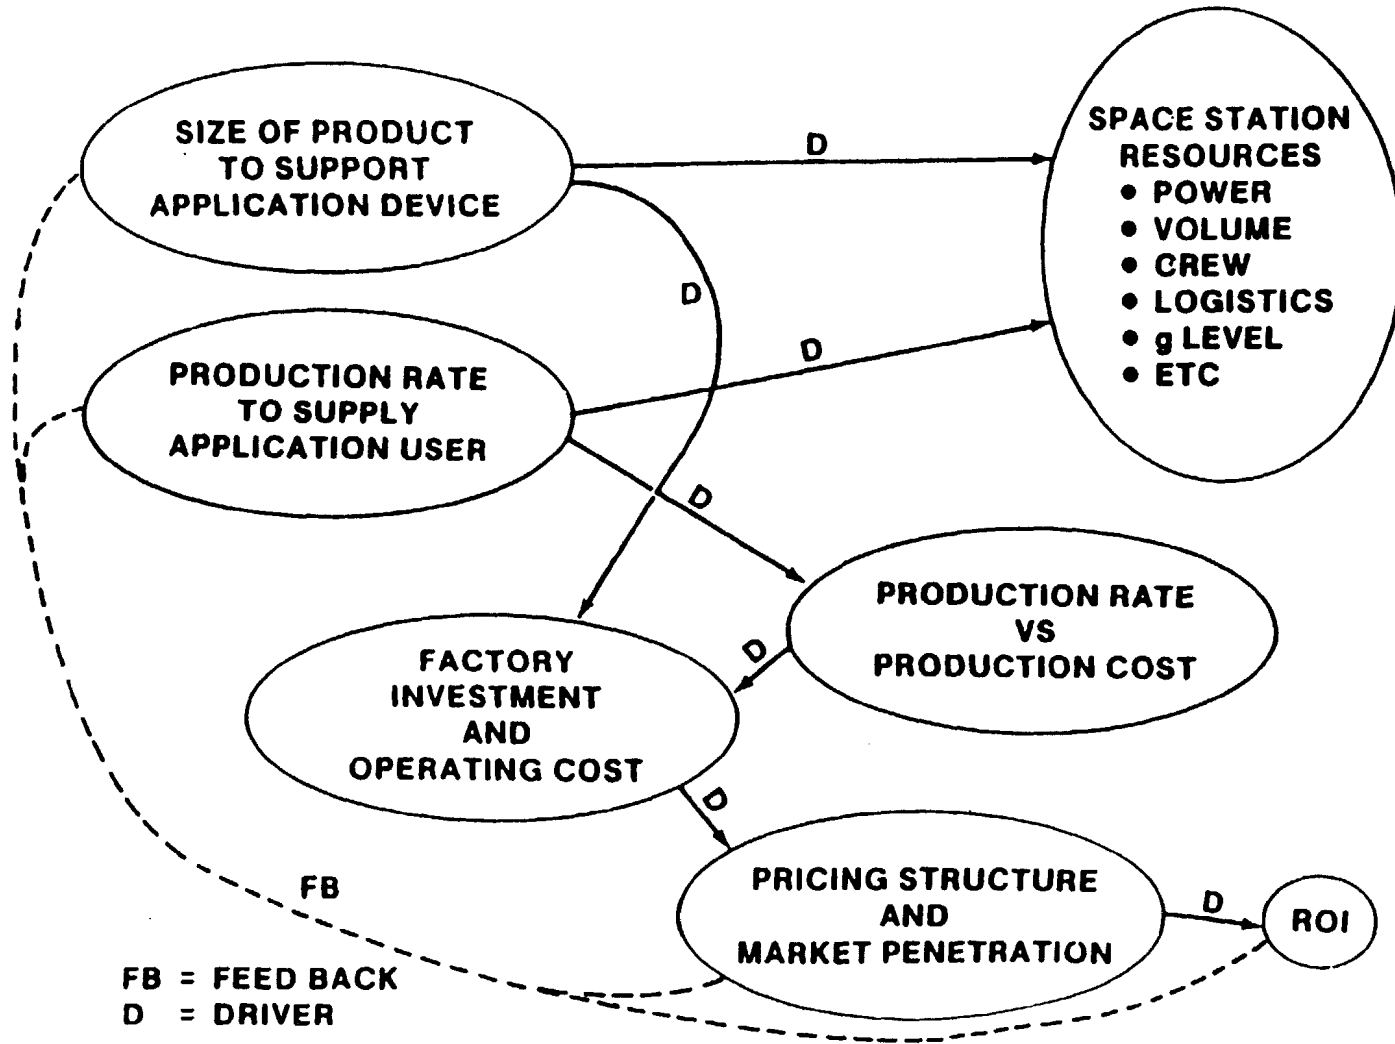 SIZE OF PRODUCT
TO SUPPORT
APPLICATION DEVICE
D
SPACE STATION
RESOURCES
• POWER
• VOLUME
• CREW
• LOGISTICS
• g LEVEL
• ETC
D
D
PRODUCTION RATE
TO SUPPLY
APPLICATION USER
D
PRODUCTION RATE
VS
PRODUCTION COST
D
FACTORY
INVESTMENT
AND
OPERATING COST
D
PRICING STRUCTURE
AND
MARKET PENETRATION
D
ROI
FB
FB = FEED BACK
D = DRIVER